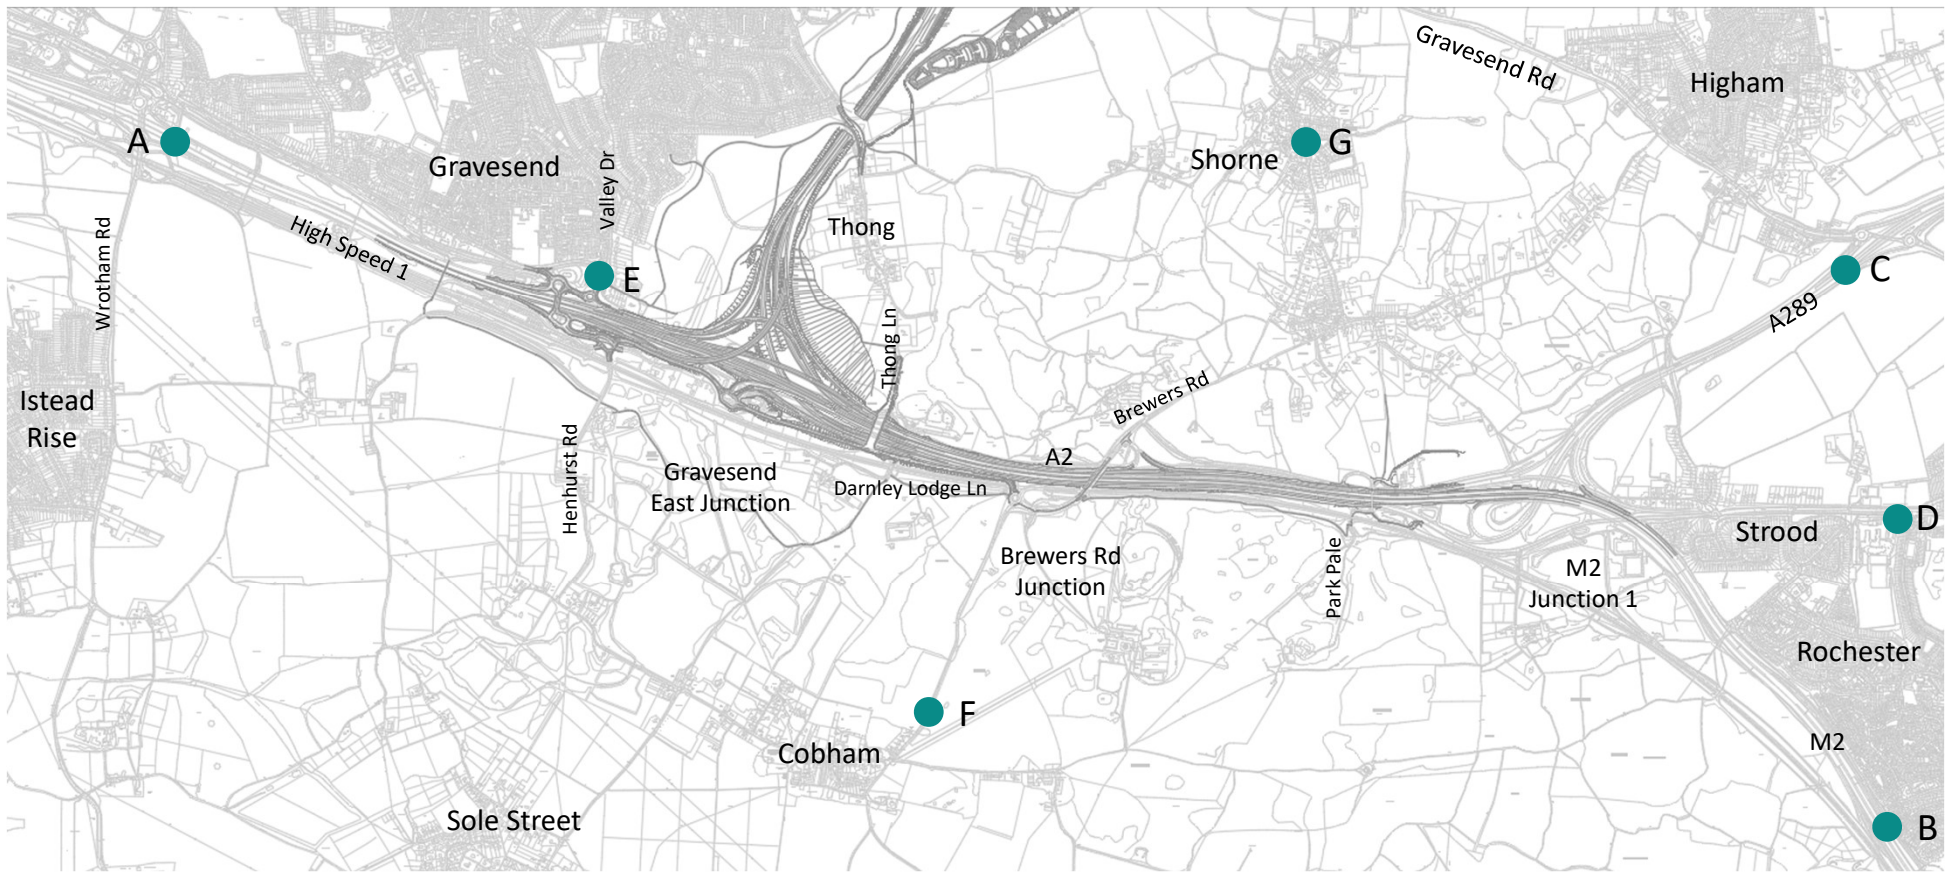 Gravesend Rd
Higham
A
Gravesend
Valley Dr
Shorne
G
Wrotham Rd
High Speed 1
Thong
E
C
A289
Thong Ln
Istead
Rise
Brewers Rd
Henhurst Rd
Gravesend
East Junction
A2
Darnley Lodge Ln
Strood
D
Brewers Rd
Junction
Park Pale
M2
Junction 1
Rochester
F
Cobham
M2
Sole Street
B